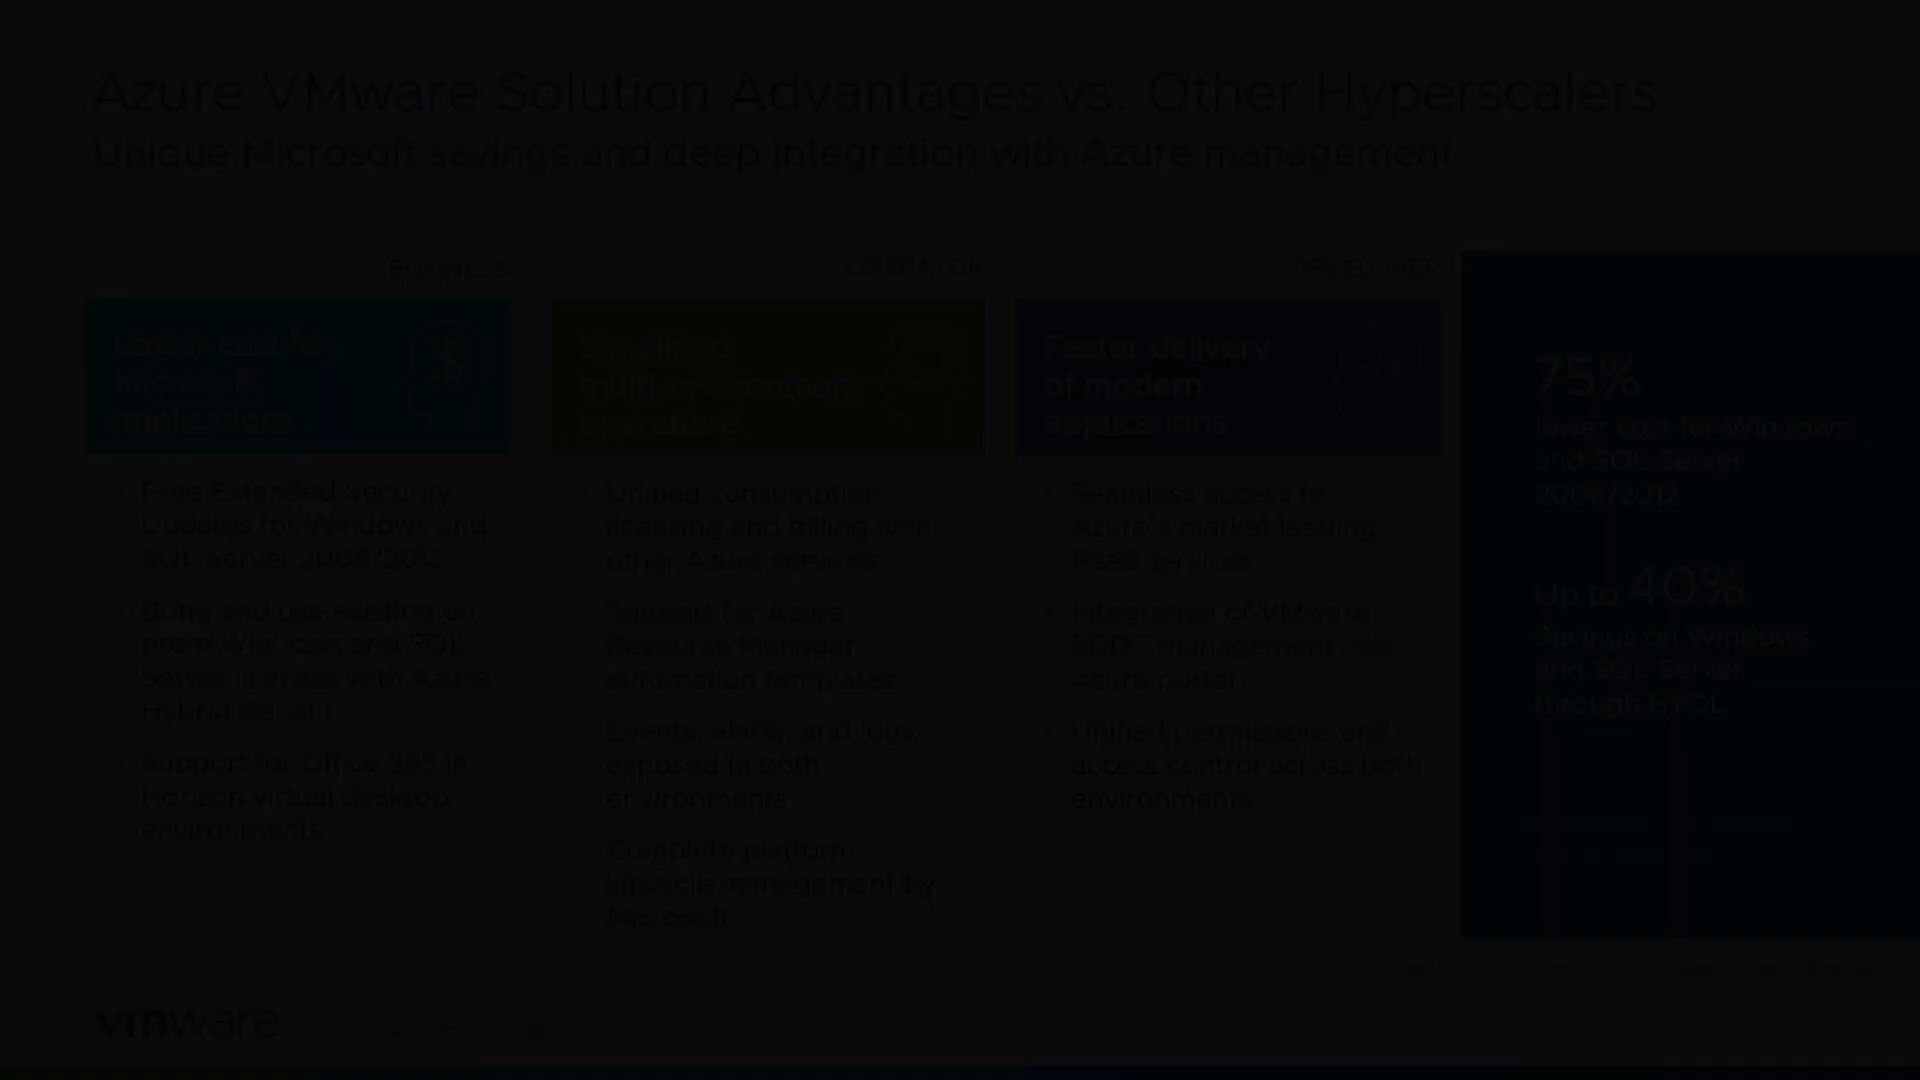 Azure VMware Solution Advantages vs. Other Hyperscalers
Unique Microsoft savings and deep integration with Azure management
BUSINESS
Lower cost for
Microsoft
applications
Free Extended Security
Updates for Windows and
SQL Server 2008/2012
Bring and use existing on-
prem Windows and SQL
Server licenses with Azure
Hybrid Benefit
Support for Office 365 in
Horizon virtual desktop
environments
OPERATOR
multi-environment
operations
Unified consumption,
licensing and billing with
other Azure services
Support for Azure
Resource Manager
automation templates
Events, alerts, and logs
exposed in both
environments
Complete platform
lifecycle management by
Microsoft
DEVELOPER
Faster delivery
of modern
applications
Seamless access to
Azure's market leading
PaaS services
Integration of VMware
SDDC management into
Azure portal
Unified permissions and
access control across both
environments
75%
lower cost for Windows
and SQL Server
2008/2012
Up to 40%
Savings on Windows
and SQL Server
through BYOL
vmware